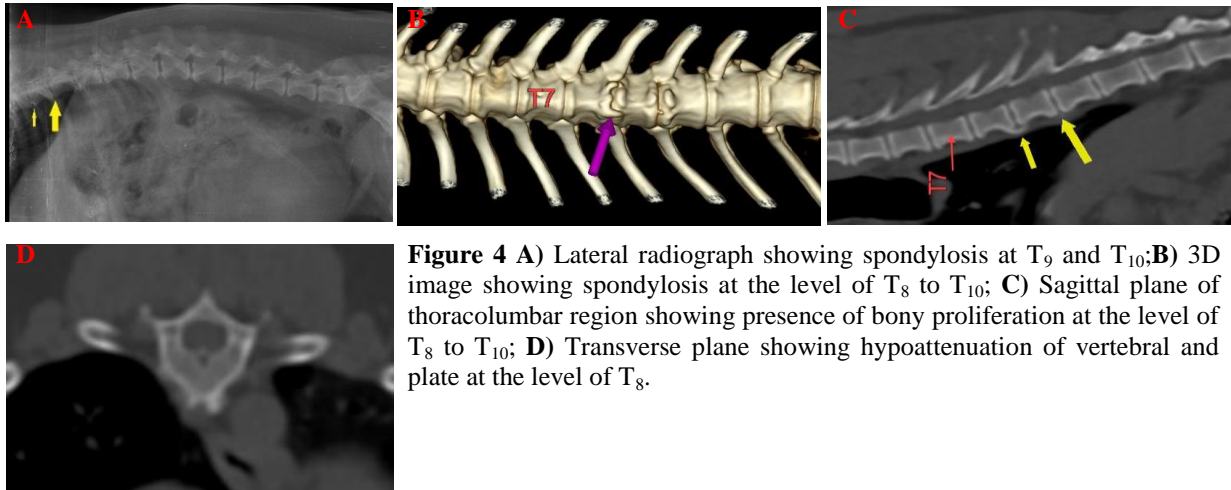 A
B
T7
C
T7
D
Figure 4 A) Lateral radiograph showing spondylosis at T₉ and T₁₀;B) 3D
image showing spondylosis at the level of T₈ to T₁₀; C) Sagittal plane of
thoracolumbar region showing presence of bony proliferation at the level of
T₈ to T₁₀; D) Transverse plane showing hypoattenuation of vertebral and
plate at the level of T₈.